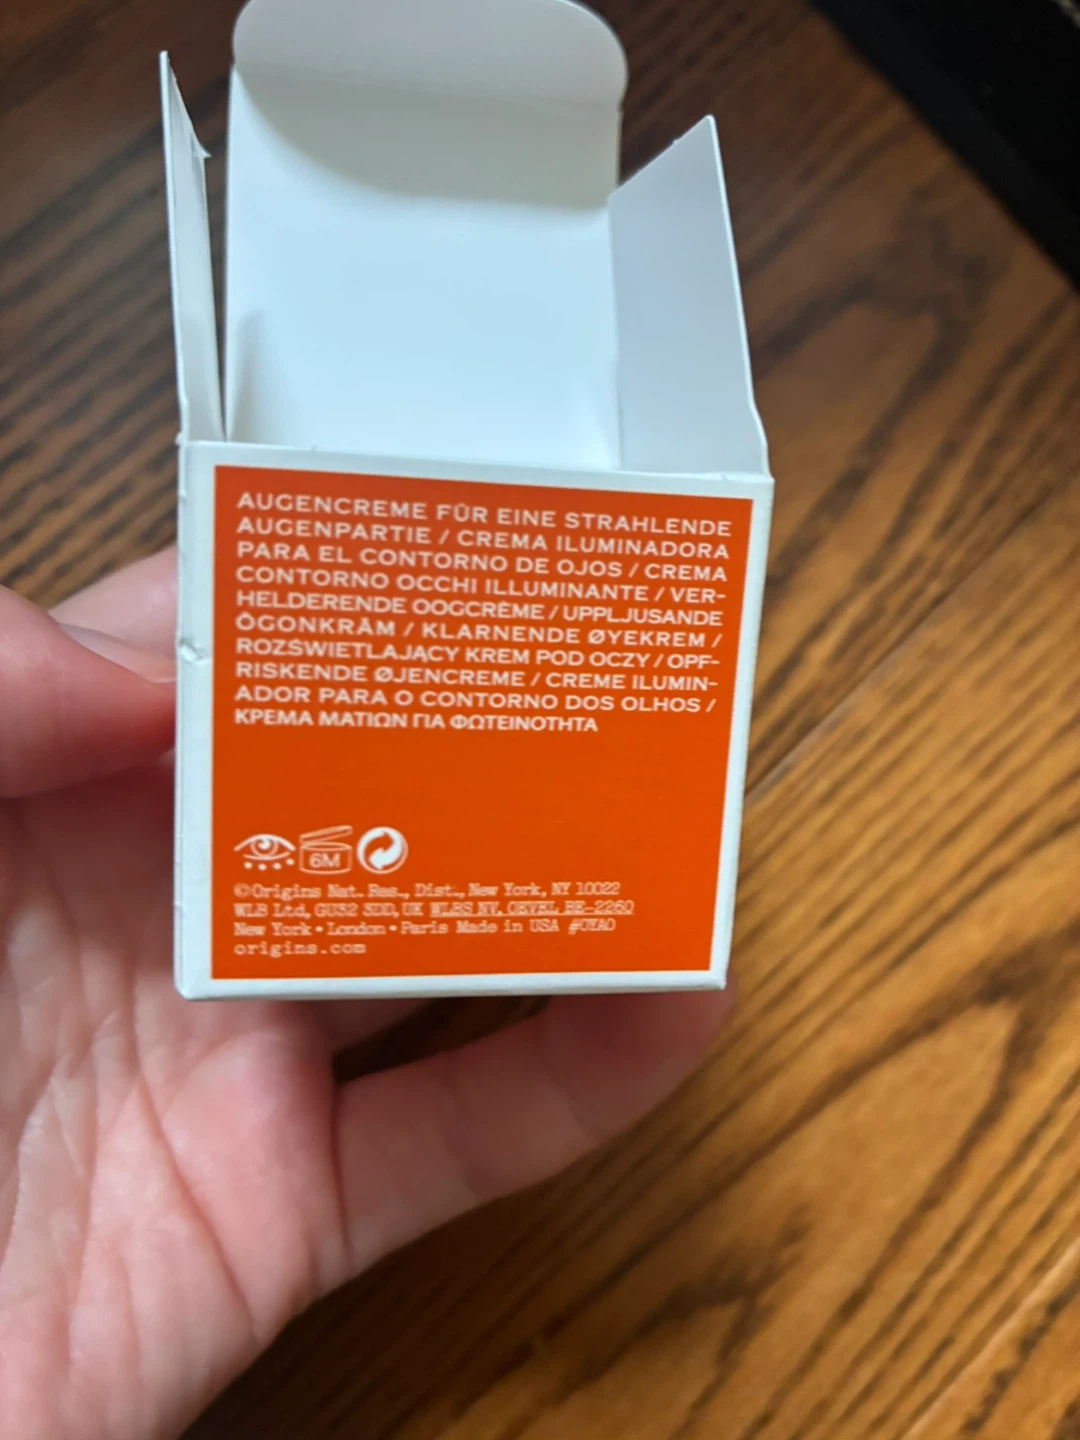 AUGENCREME FÜR EINE STRAHLENDE
AUGENPARTIE / CREMA ILUMINADORA
PARA EL CONTORNO DE OJOS / CREMA
CONTORNO OCCHI ILLUMINANTE / VER-
HELDERENDE OOGCRÈME / UPPLJUSANDE
ÖGONKRÄM / KLARNENDE ØYEKREM /
ROZŚWIETLAJĄCY KREM POD OCZY / OPF-
RISKENDE ØJENCREME / CREME ILUMIN-
ADOR PARA O CONTORNO DOS OLHOS /
ΚΡΕΜΑ ΜΑΤΙΩΝ ΓΙΑ ΦΩΤΕΙΝΟΤΗΤΑ
6M
©Origins Nat. Res., Dist., New York, NY 10022
WLB Ltd, GU32 3DD, UK WLBS NV, OEVEL BE-2260
New York • London • Paris Made in USA #0YA0
origins.com